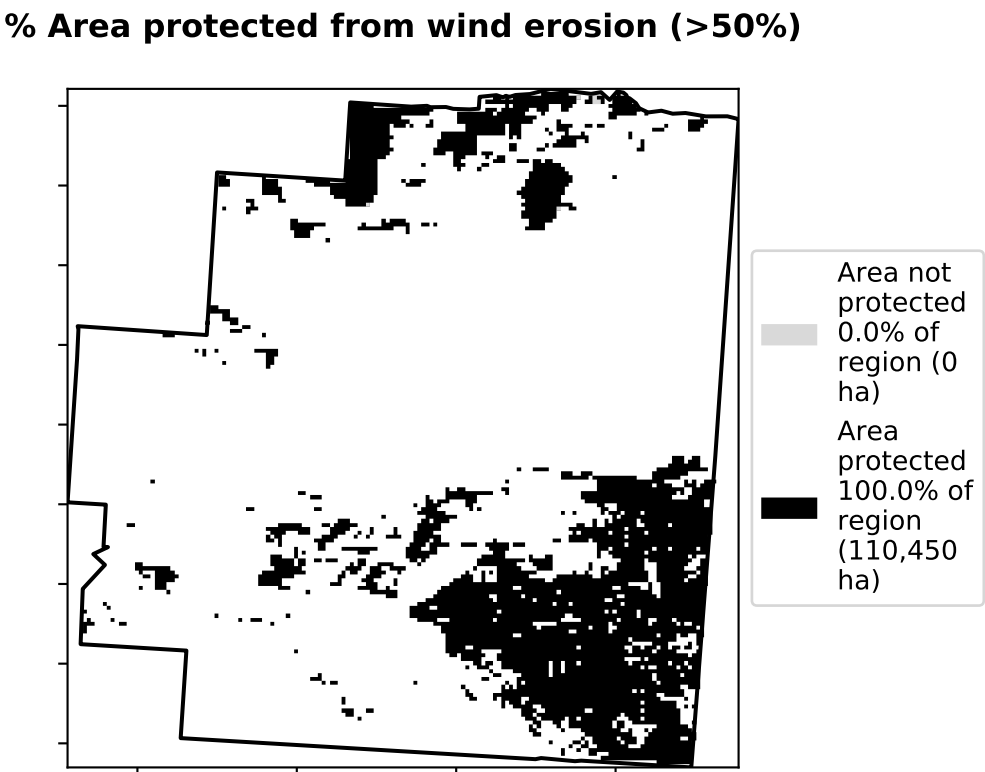 % Area protected from wind erosion (>50%)
Area not
protected
0.0% of
region (0
ha)
Area
protected
100.0% of
region
(110,450
ha)